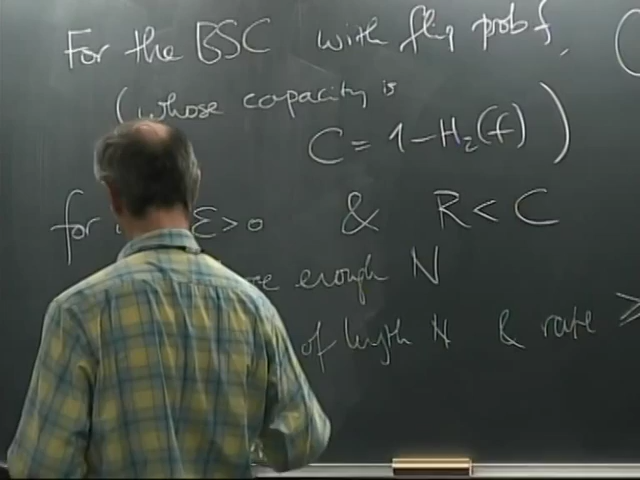 For the BSC with flip prob f,
(whose capacity is
C = 1 - H₂(f))
for ε > 0 & R < C
enough N
of length N & rate ≥